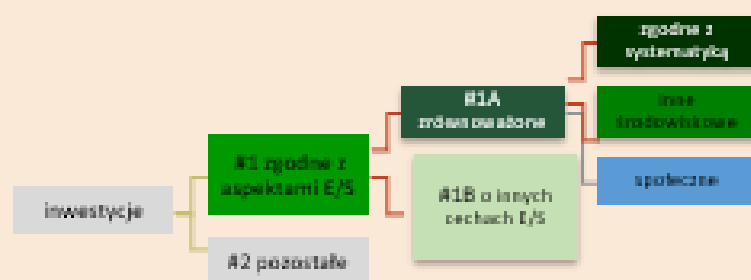 zgodne z
systematyką
#1A
zrównoważone
inne
środowiskowe
#1 zgodne z
aspektami E/S
społeczne
#1B o innych
cechach E/S
inwestycje
#2 pozostałe